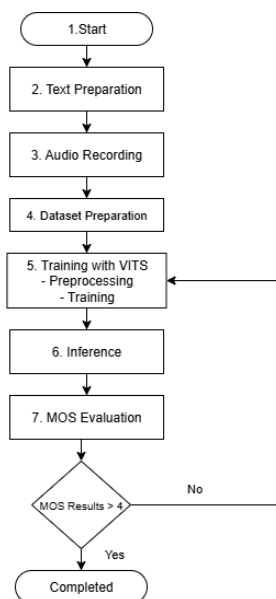 1.Start
2. Text Preparation
3. Audio Recording
4. Dataset Preparation
5. Training with VITS
- Preprocessing
- Training
6. Inference
7. MOS Evaluation
MOS Results > 4
No
Yes
Completed